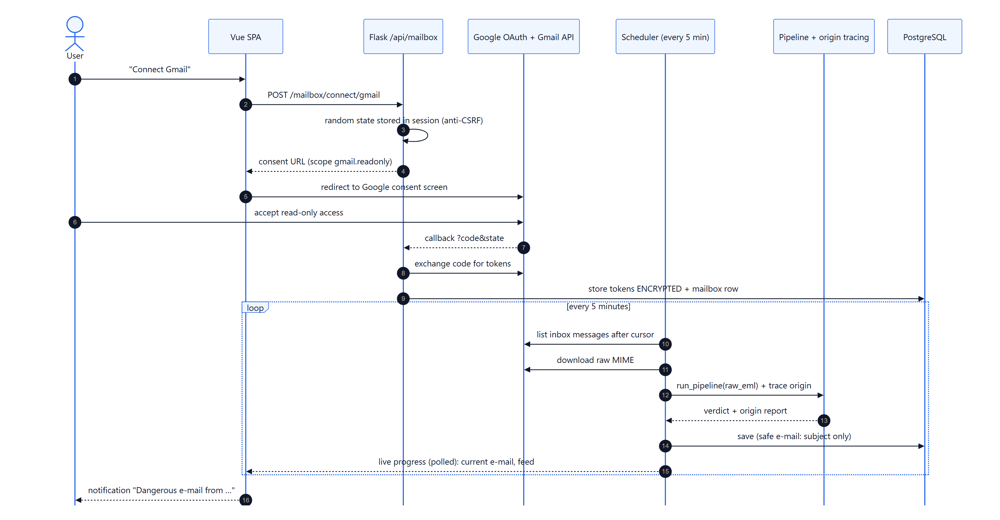 User
Vue SPA
Flask /api/mailbox
Google OAuth + Gmail API
Scheduler (every 5 min)
Pipeline + origin tracing
PostgreSQL
"Connect Gmail"
1
POST /mailbox/connect/gmail
2
random state stored in session (anti-CSRF)
3
consent URL (scope gmail.readonly)
4
redirect to Google consent screen
5
accept read-only access
6
callback ?code&state
7
exchange code for tokens
8
store tokens ENCRYPTED + mailbox row
9
loop
[every 5 minutes]
list inbox messages after cursor
10
download raw MIME
11
run_pipeline(raw_eml) + trace origin
12
verdict + origin report
13
save (safe e-mail: subject only)
14
live progress (polled): current e-mail, feed
15
notification "Dangerous e-mail from ..."
16